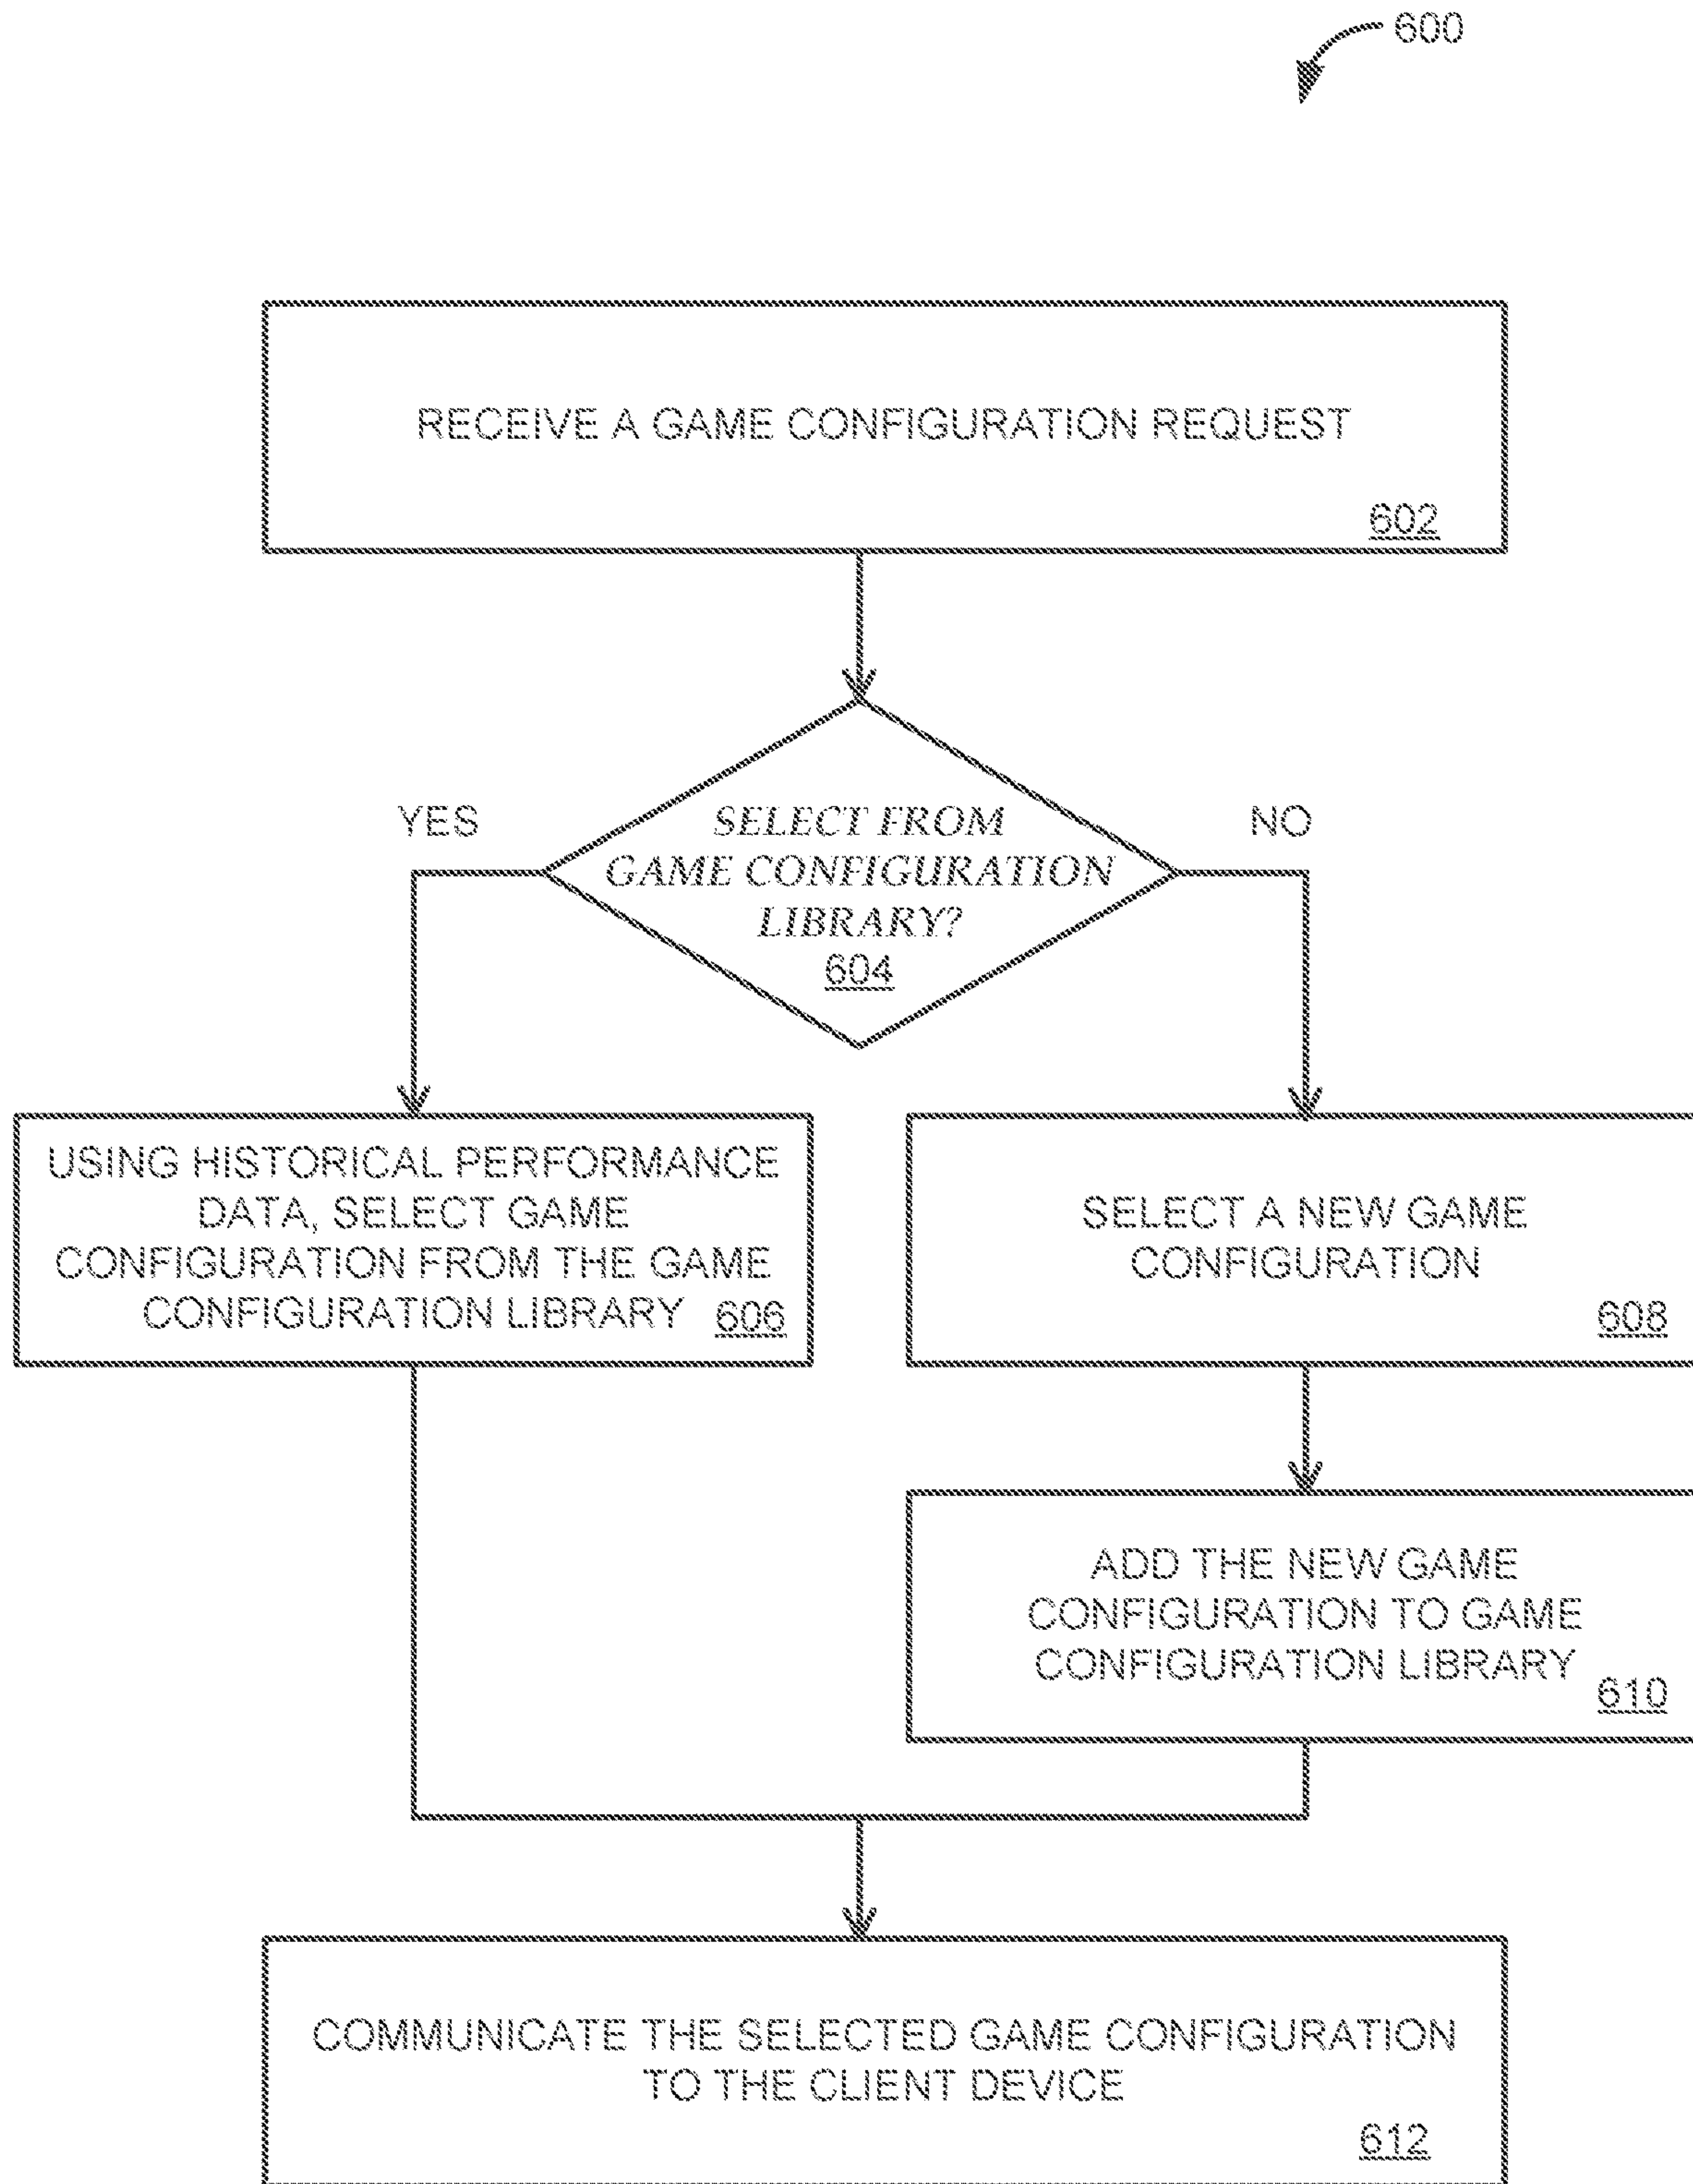 600
RECEIVE A GAME CONFIGURATION REQUEST
602
YES
NO
SELECT FROM
GAME CONFIGURATION
LIBRARY?
604
USING HISTORICAL PERFORMANCE
DATA, SELECT GAME
CONFIGURATION FROM THE GAME
CONFIGURATION LIBRARY 606
SELECT A NEW GAME
CONFIGURATION
608
ADD THE NEW GAME
CONFIGURATION TO GAME
CONFIGURATION LIBRARY
610
COMMUNICATE THE SELECTED GAME CONFIGURATION
TO THE CLIENT DEVICE
612